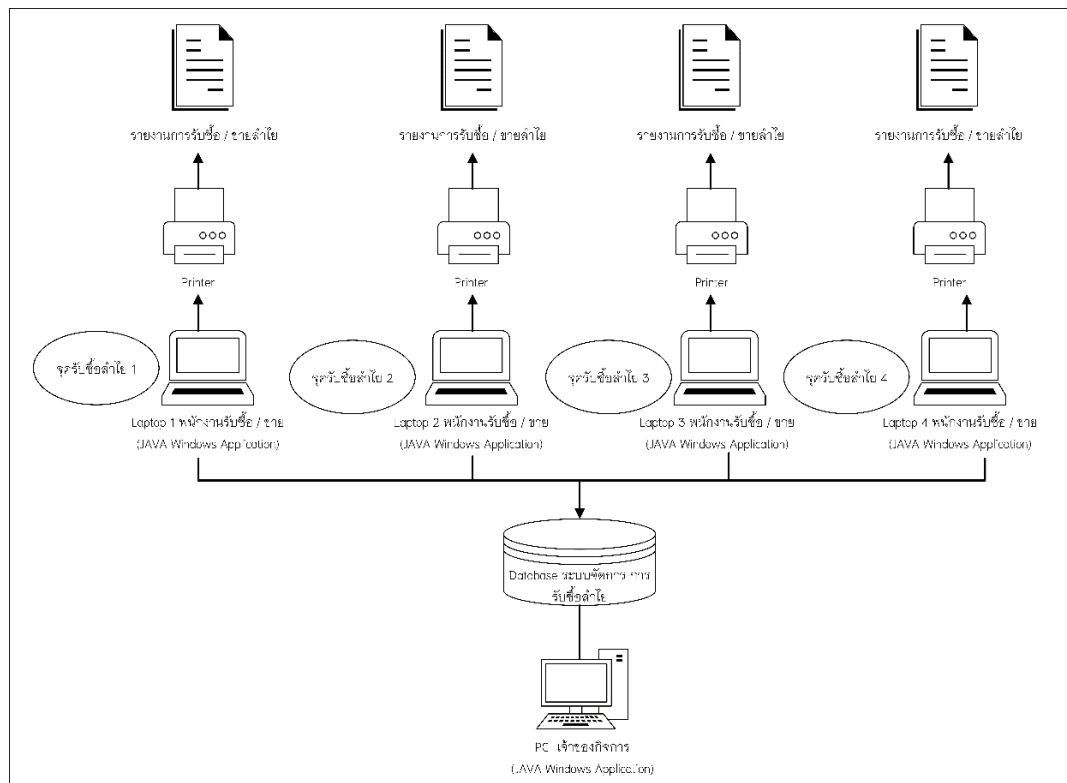 รายงานการรับซื้อ / ขายลำไย
รายงานการรับซื้อ / ขายลำไย
รายงานการรับซื้อ / ขายลำไย
รายงานการรับซื้อ / ขายลำไย
Printer
Printer
Printer
Printer
จุดรับซื้อลำไย 1
จุดรับซื้อลำไย 2
จุดรับซื้อลำไย 3
จุดรับซื้อลำไย 4
Laptop 1 พนักงานรับซื้อ / ขาย
(JAVA Windows Application)
Laptop 2 พนักงานรับซื้อ / ขาย
(JAVA Windows Application)
Laptop 3 พนักงานรับซื้อ / ขาย
(JAVA Windows Application)
Laptop 4 พนักงานรับซื้อ / ขาย
(JAVA Windows Application)
Database ระบบจัดการ การ
รับซื้อลำไย
PC เจ้าของกิจการ
(JAVA Windows Application)